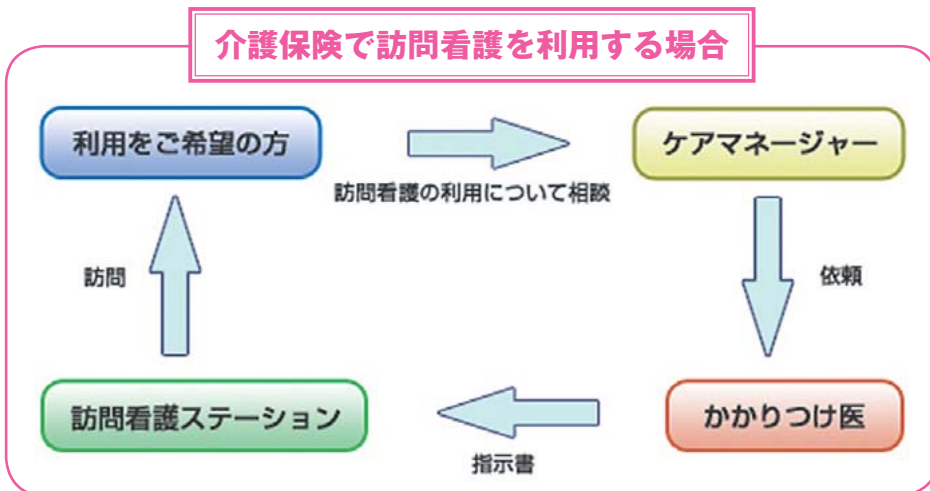 介護保険で訪問看護を利用する場合
利用をご希望の方
訪問看護の利用について相談
ケアマネージャー
依頼
かかりつけ医
指示書
訪問看護ステーション
訪問